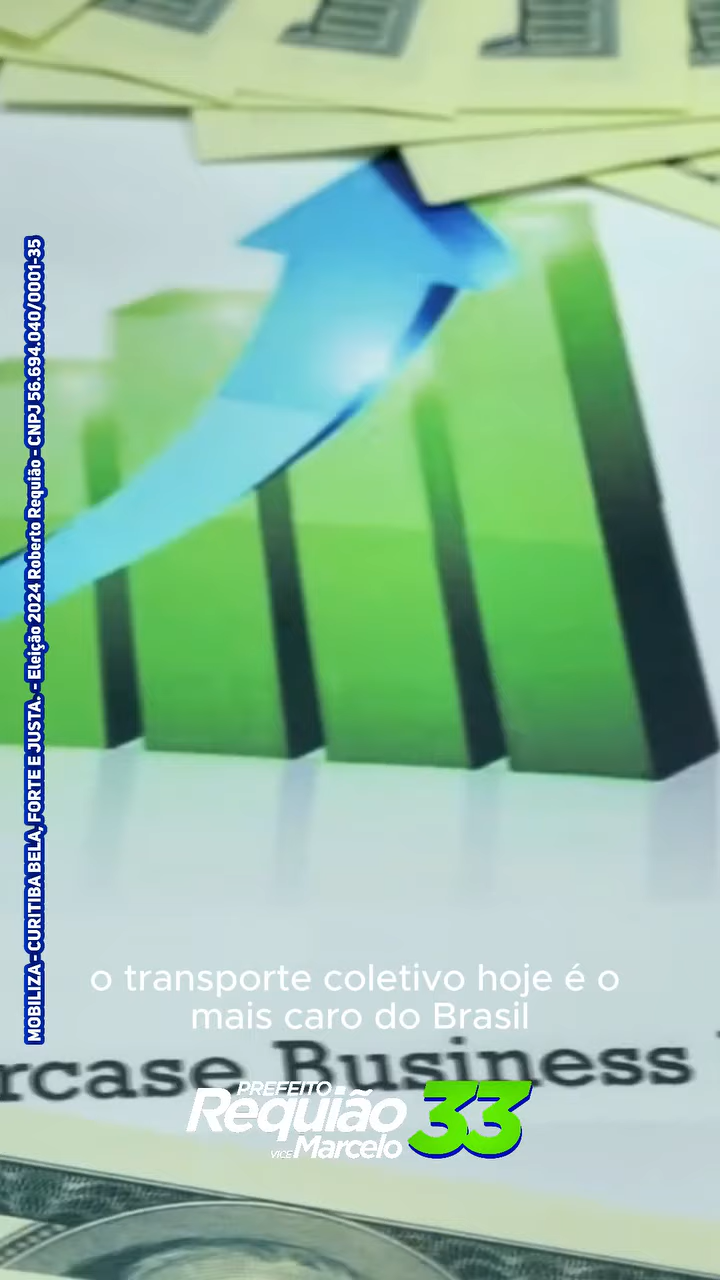 MOBILIZA - CURITIBA BELA, FORTE E JUSTA. - Eleição 2024 Roberto Requião - CNPJ 56.694.040/0001-35
o transporte coletivo hoje é o
mais caro do Brasil
Business
PREFEITO
Requião 33
VICE Marcelo